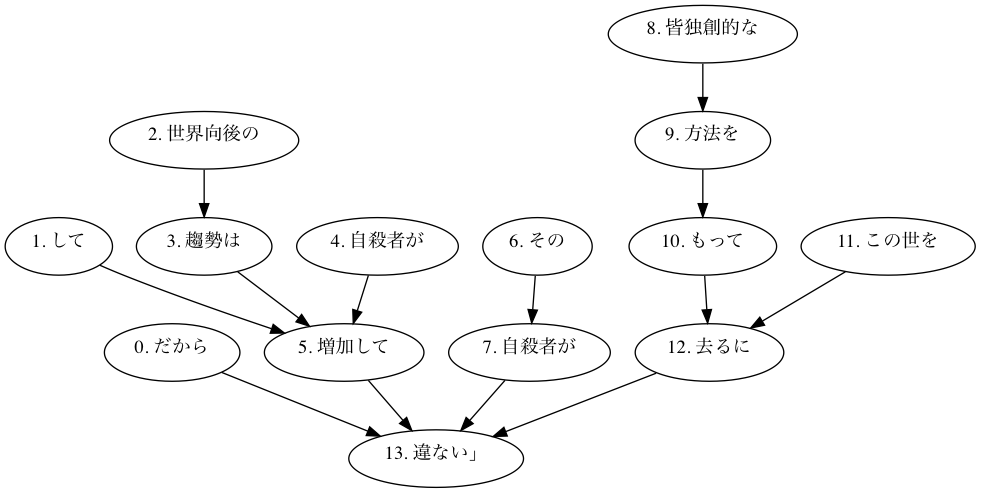 8. 皆独創的な
2. 世界向後の
9. 方法を
1. して
3. 趨勢は
4. 自殺者が
6. その
10. もって
11. この世を
0. だから
5. 増加して
7. 自殺者が
12. 去るに
13. 違ない」